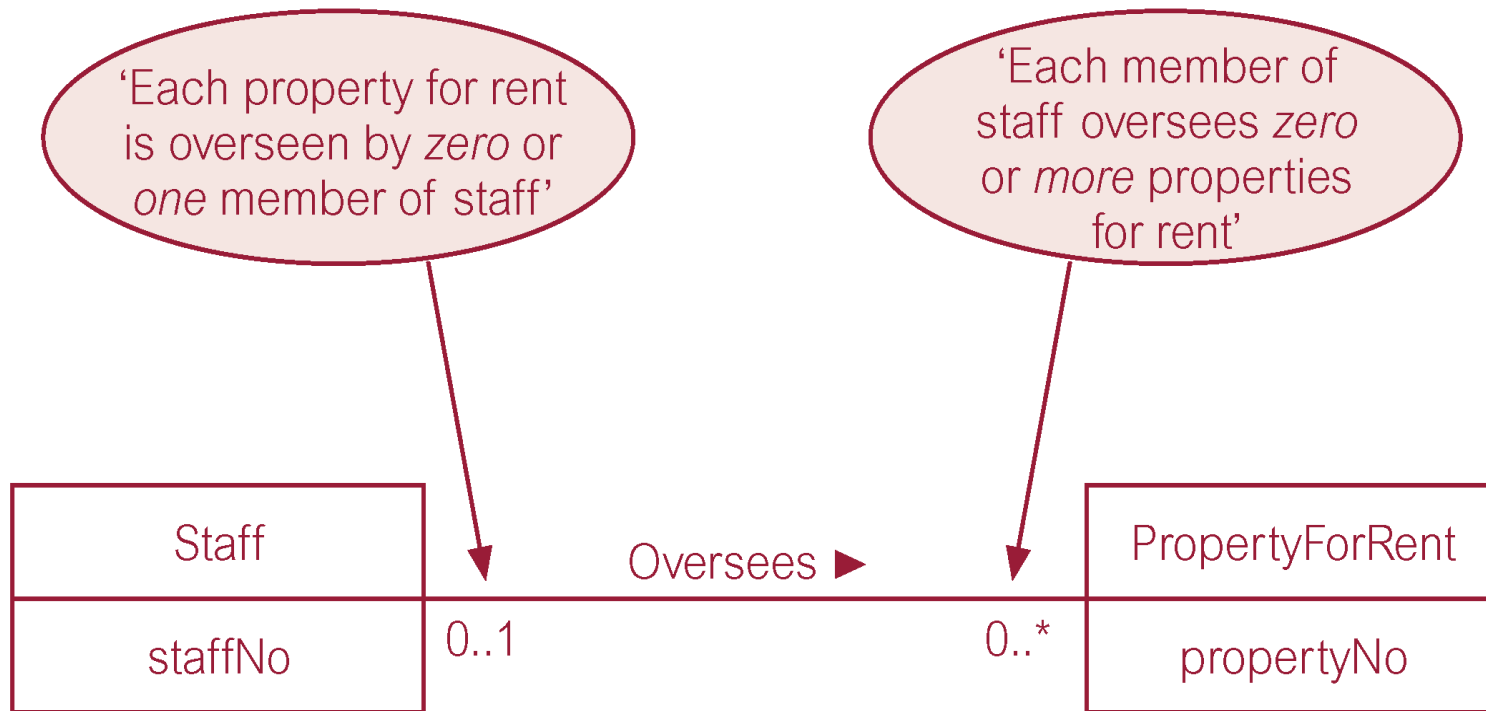 ‘Each property for rent
is overseen by zero or
one member of staff’
‘Each member of
staff oversees zero
or more properties
for rent’
Staff
Oversees ►
PropertyForRent
staffNo
0..1
0..*
propertyNo